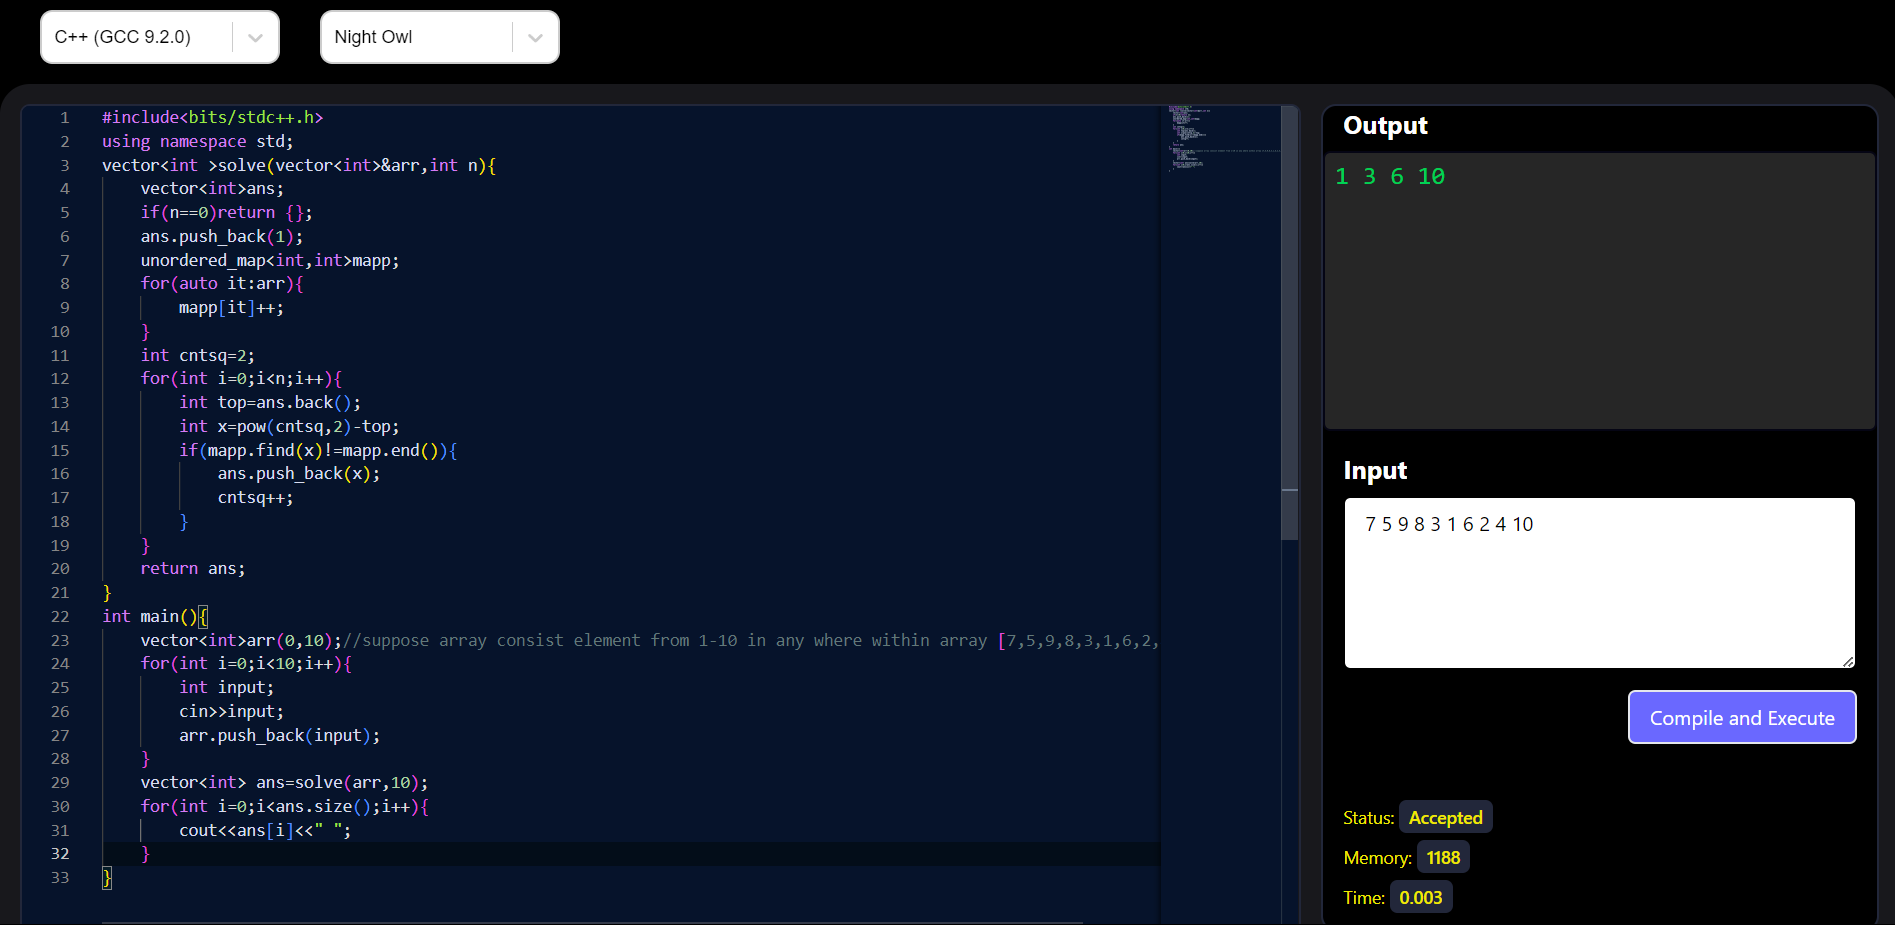 C++ (GCC 9.2.0)
Night Owl
1 #include<bits/stdc++.h>
2 using namespace std;
3 vector<int >solve(vector<int>&arr,int n){
4     vector<int>ans;
5     if(n==0)return {};
6     ans.push_back(1);
7     unordered_map<int,int>mapp;
8     for(auto it:arr){
9         mapp[it]++;
10     }
11     int cntsq=2;
12     for(int i=0;i<n;i++){
13         int top=ans.back();
14         int x=pow(cntsq,2)-top;
15         if(mapp.find(x)!=mapp.end()){
16             ans.push_back(x);
17             cntsq++;
18         }
19     }
20     return ans;
21 }
22 int main(){
23     vector<int>arr(0,10);//suppose array consist element from 1-10 in any where within array [7,5,9,8,3,1,6,2,
24     for(int i=0;i<10;i++){
25         int input;
26         cin>>input;
27         arr.push_back(input);
28     }
29     vector<int> ans=solve(arr,10);
30     for(int i=0;i<ans.size();i++){
31         cout<<ans[i]<<" ";
32     }
33 }
Output
1 3 6 10
Input
7 5 9 8 3 1 6 2 4 10
Compile and Execute
Status: Accepted
Memory: 1188
Time: 0.003